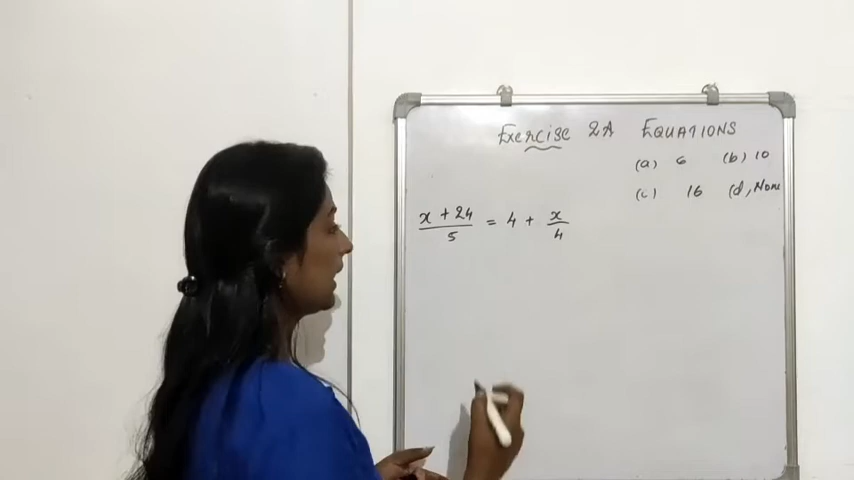 Exercise 2A EQUATIONS
(a) 6 (b) 10
(c) 16 (d, None
x + 24 / 5 = 4 + x / 4